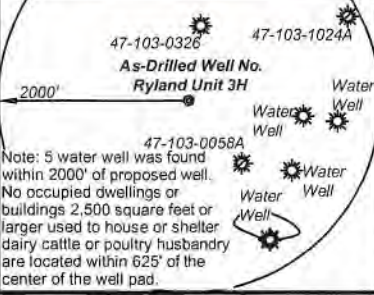 47-103-0326
47-103-1024A
As-Drilled Well No.
Ryland Unit 3H
2000'
Water
Well
Water
Well
47-103-0058A
Note: 5 water well was found
within 2000' of proposed well.
No occupied dwellings or
buildings 2,500 square feet or
larger used to house or shelter
dairy cattle or poultry husbandry
are located within 625' of the
center of the well pad.
Water
Well
Water
Well